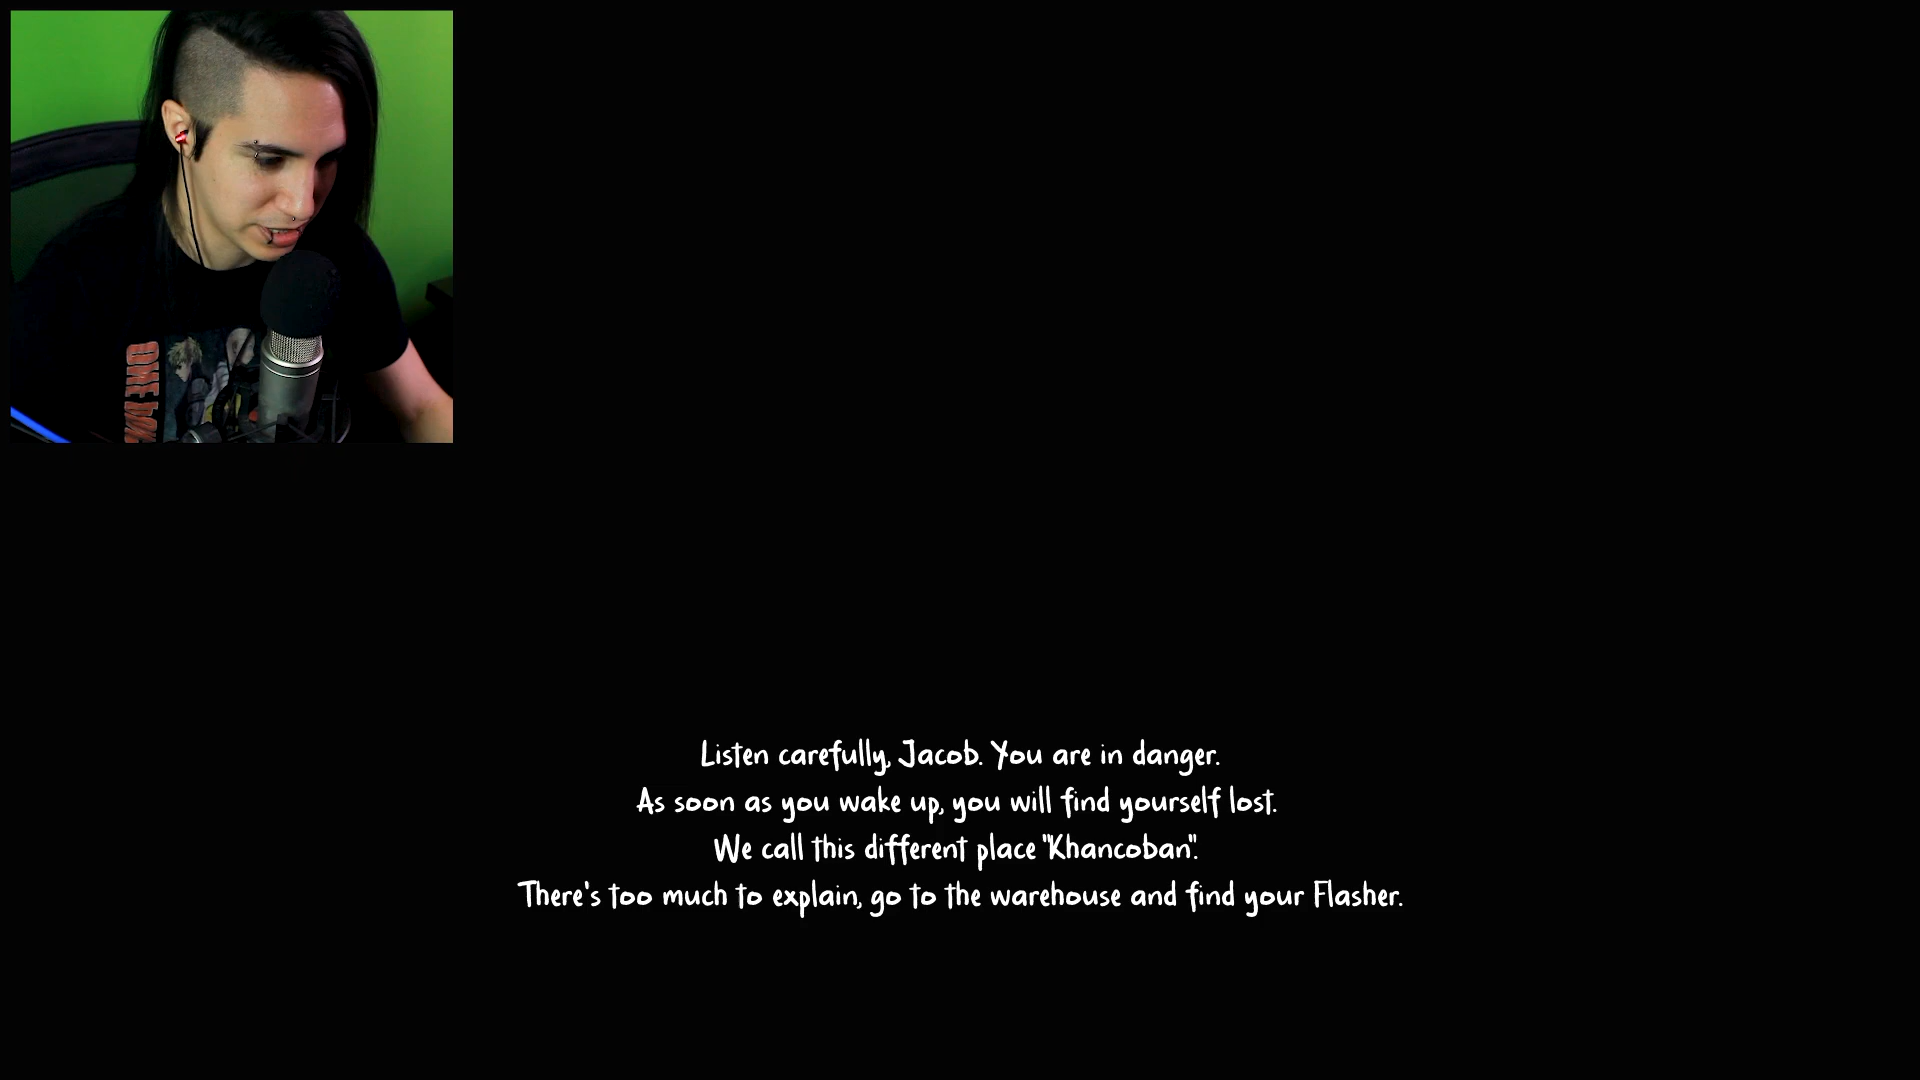 ONE
Listen carefully, Jacob. You are in danger.
As soon as you wake up, you will find yourself lost.
We call this different place "Khancoban".
There's too much to explain, go to the warehouse and find your Flasher.